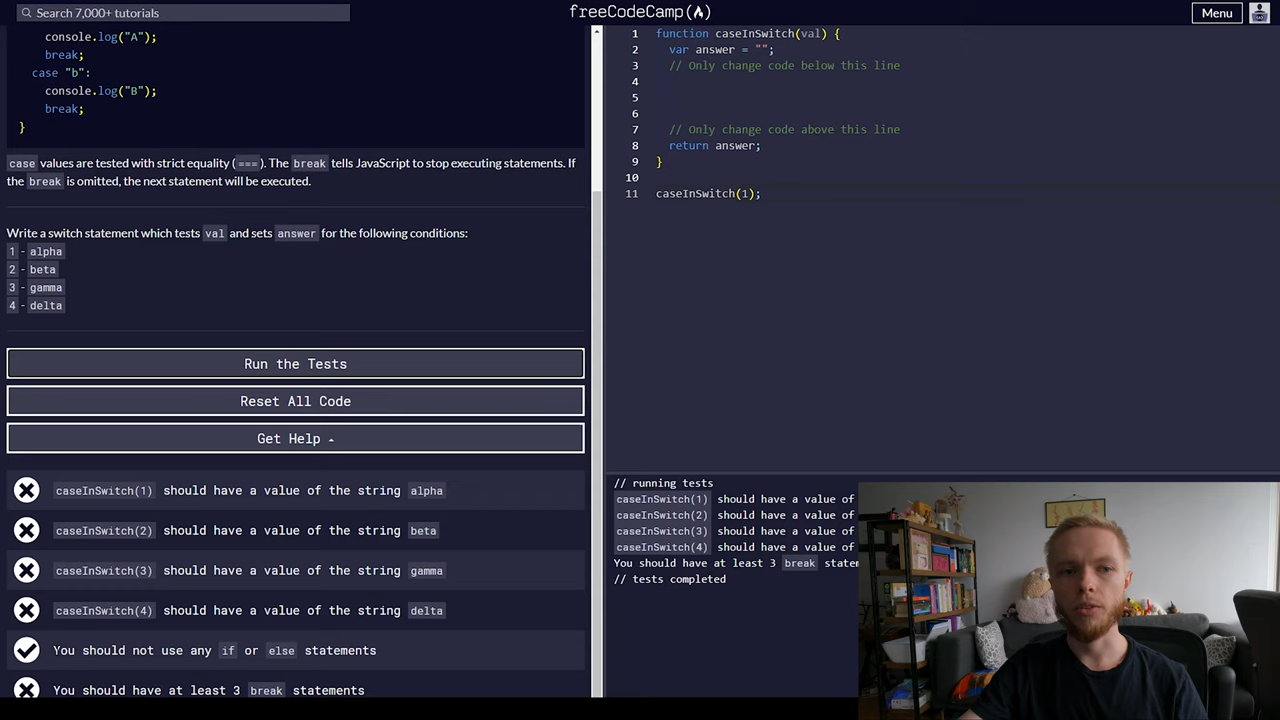 Search 7,000+ tutorials
freeCodeCamp
Menu
console.log("A");
break;
case "b":
console.log("B");
break;
}
case values are tested with strict equality (===). The break tells JavaScript to stop executing statements. If
the break is omitted, the next statement will be executed.
Write a switch statement which tests val and sets answer for the following conditions:
1 - alpha
2 - beta
3 - gamma
4 - delta
Run the Tests
Reset All Code
Get Help
caseInSwitch(1) should have a value of the string alpha
caseInSwitch(2) should have a value of the string beta
caseInSwitch(3) should have a value of the string gamma
caseInSwitch(4) should have a value of the string delta
You should not use any if or else statements
You should have at least 3 break statements
1 function caseInSwitch(val) {
2 var answer = "";
3 // Only change code below this line
4
5
6
7 // Only change code above this line
8 return answer;
9 }
10
11 caseInSwitch(1);
// running tests
caseInSwitch(1) should have a value of
caseInSwitch(2) should have a value of
caseInSwitch(3) should have a value of
caseInSwitch(4) should have a value of
You should have at least 3 break statem
// tests completed